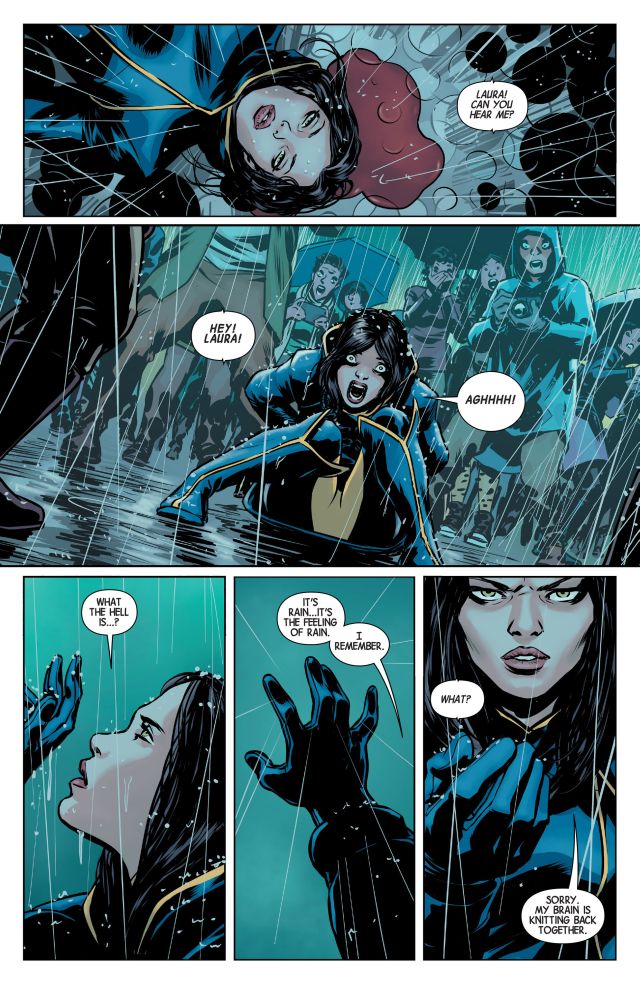 LAURA!
CAN YOU
HEAR ME?
HEY!
LAURA!
AGHHHH!
WHAT
THE HELL
IS...?
IT'S
RAIN...IT'S
THE FEELING
OF RAIN.
I
REMEMBER.
WHAT?
SORRY.
MY BRAIN IS
KNITTING BACK
TOGETHER.